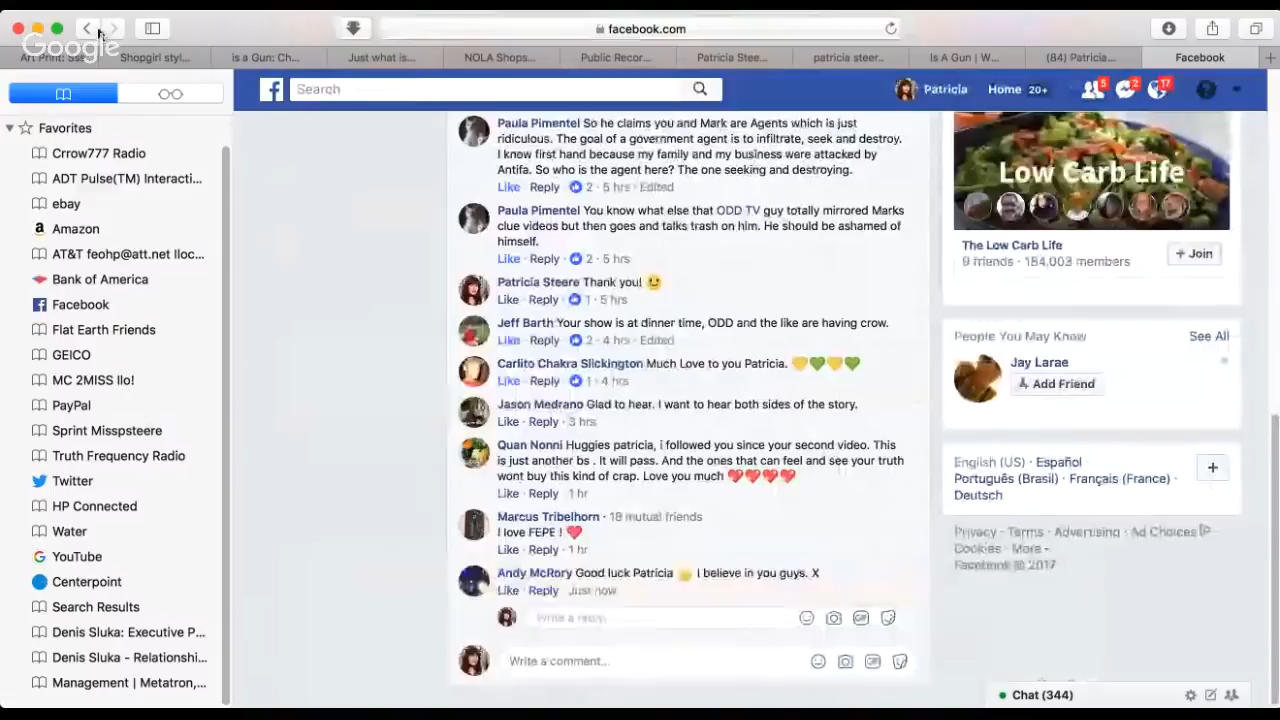 facebook.com
Google
Art Print: Sse
Shopgirl styl...
is a Gun: Ch...
Just what is...
NOLA Shops...
Public Recor...
Patricia Stee...
patricia steer...
Is A Gun | W...
(84) Patricia...
Facebook
Search
Patricia
Home 20+
5
2
17
Favorites
Crrow777 Radio
ADT Pulse(TM) Interacti...
ebay
Amazon
AT&T feohp@att.net lloc...
Bank of America
Facebook
Flat Earth Friends
GEICO
MC 2MISS llo!
PayPal
Sprint Misspsteere
Truth Frequency Radio
Twitter
HP Connected
Water
YouTube
Centerpoint
Search Results
Denis Sluka: Executive P...
Denis Sluka - Relationshi...
Management | Metatron,...
Paula Pimentel So he claims you and Mark are Agents which is just
ridiculous. The goal of a government agent is to infiltrate, seek and destroy.
I know first hand because my family and my business were attacked by
Antifa. So who is the agent here? The one seeking and destroying.
Like · Reply · 2 · 5 hrs · Edited
Paula Pimentel You know what else that ODD TV guy totally mirrored Marks
clue videos but then goes and talks trash on him. He should be ashamed of
himself.
Like · Reply · 2 · 5 hrs
Patricia Steere Thank you! 😉
Like · Reply · 1 · 5 hrs
Jeff Barth Your show is at dinner time, ODD and the like are having crow.
Like · Reply · 2 · 4 hrs · Edited
Carlito Chakra Slickington Much Love to you Patricia. 💛💚💛💚
Like · Reply · 1 · 4 hrs
Jason Medrano Glad to hear. I want to hear both sides of the story.
Like · Reply · 3 hrs
Quan Nonni Huggies patricia, i followed you since your second video. This
is just another bs . It will pass. And the ones that can feel and see your truth
wont buy this kind of crap. Love you much 💖💖💖💖
Like · Reply · 1 hr
Marcus Tribelhorn · 18 mutual friends
I love FEPE ! ❤
Like · Reply · 1 hr
Andy McRory Good luck Patricia I believe in you guys. X
Like · Reply · Just now
Write a reply...
Write a comment...
Low Carb Life
The Low Carb Life
9 friends · 184,003 members
+ Join
People You May Know
See All
Jay Larae
Add Friend
English (US) · Español ·
Português (Brasil) · Français (France) ·
Deutsch
Privacy · Terms · Advertising · Ad Choices
Cookies · More
Facebook © 2017
Chat (344)